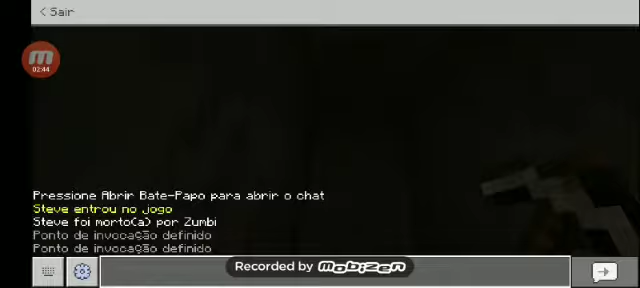 < Sair
02:44
Pressione Abrir Bate-Papo para abrir o chat
Steve entrou no jogo
Steve foi morto(a) por Zumbi
Ponto de invocação definido
Ponto de invocação definido
Recorded by mobizen